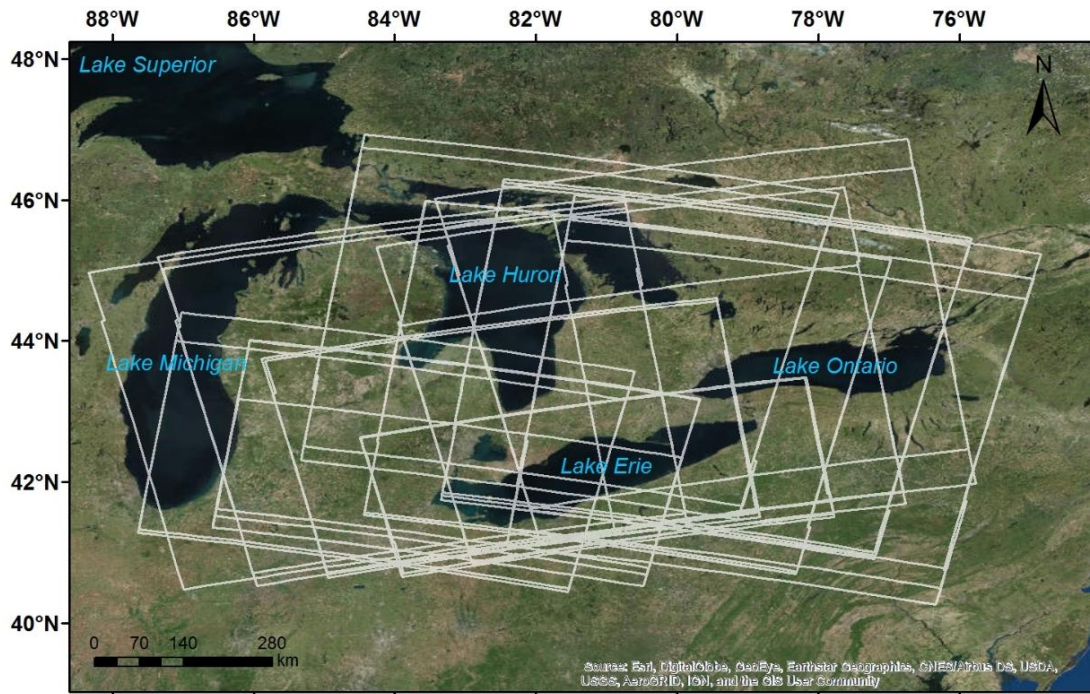 88°W 86°W 84°W 82°W 80°W 78°W 76°W
48°N
Lake Superior
N
46°N
Lake Huron
44°N
Lake Michigan
Lake Ontario
42°N
Lake Erie
40°N
0 70 140 280
km
Source: Esri, DigitalGlobe, GeoEye, Earthstar Geographics, CNES/Airbus DS, USDA,
USGS, AeroGRID, IGN, and the GIS User Community